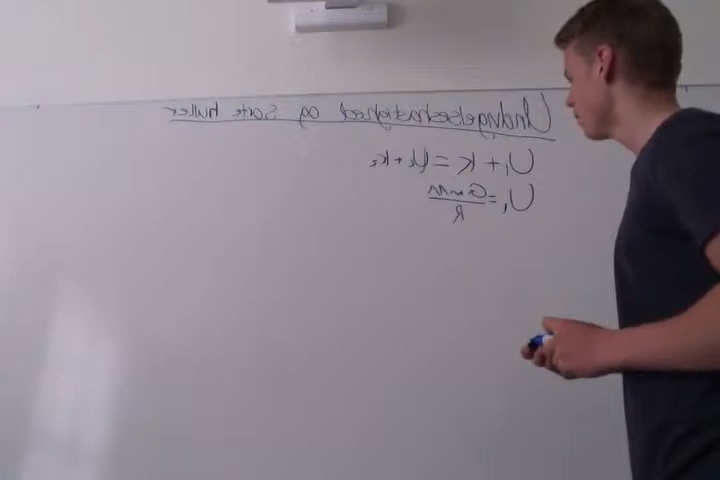 Undvigelseshastighed og Sorte huller
U₁ + K = U₂ + K₂
U₁ = GmM/R